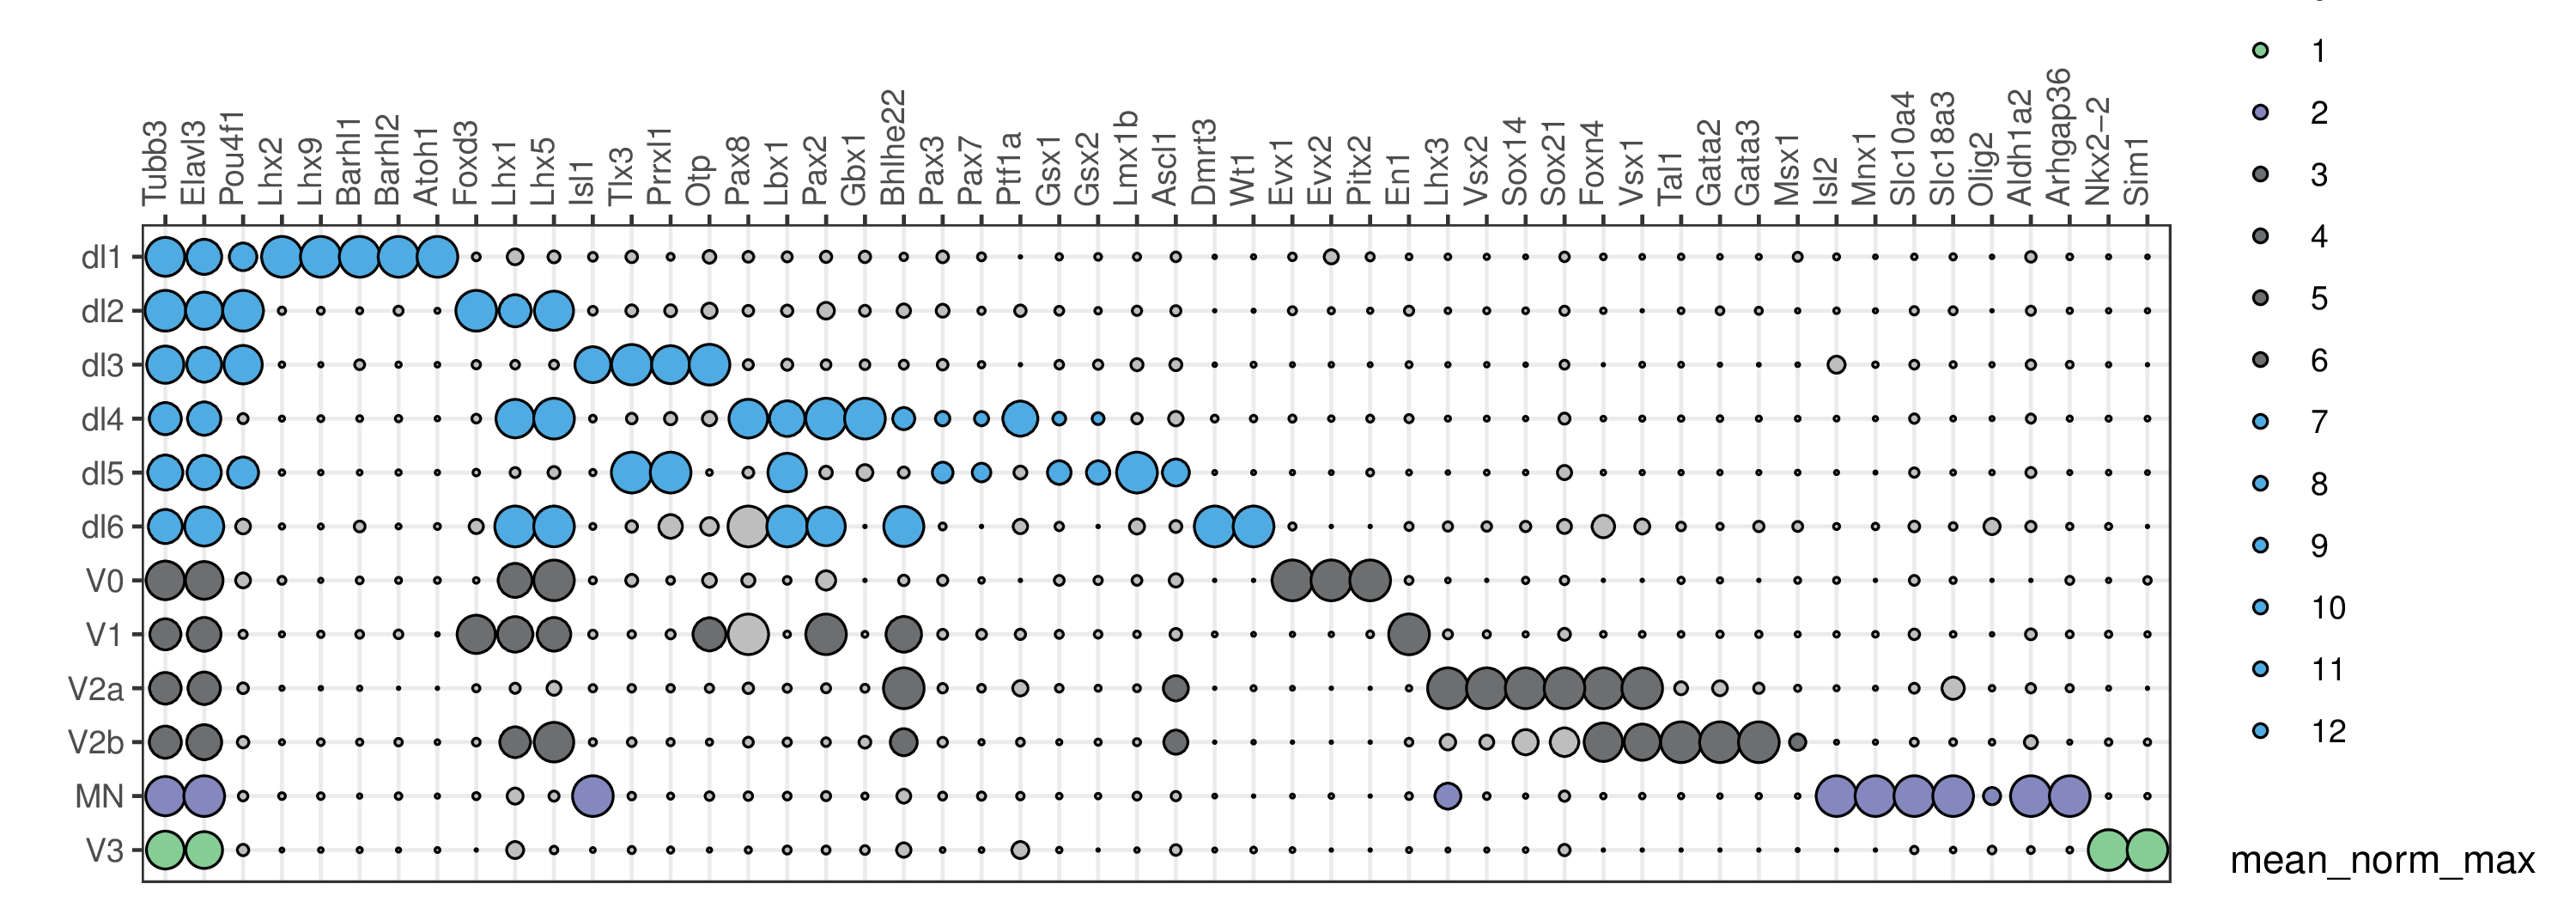 Tubb3
Elavl3
Pou4f1
Lhx2
Lhx9
Barhl1
Barhl2
Atoh1
Foxd3
Lhx1
Lhx5
Isl1
Tlx3
Prrxl1
Otp
Pax8
Lbx1
Pax2
Gbx1
Bhlhe22
Pax3
Pax7
Ptf1a
Gsx1
Gsx2
Lmx1b
Ascl1
Dmrt3
Wt1
Evx1
Evx2
Pitx2
En1
Lhx3
Vsx2
Sox14
Sox21
Foxn4
Vsx1
Tal1
Gata2
Gata3
Msx1
Isl2
Mnx1
Slc10a4
Slc18a3
Olig2
Aldh1a2
Arhgap36
Nkx2−2
Sim1
dI1
dI2
dI3
dI4
dI5
dI6
V0
V1
V2a
V2b
MN
V3
1
2
3
4
5
6
7
8
9
10
11
12
mean_norm_max